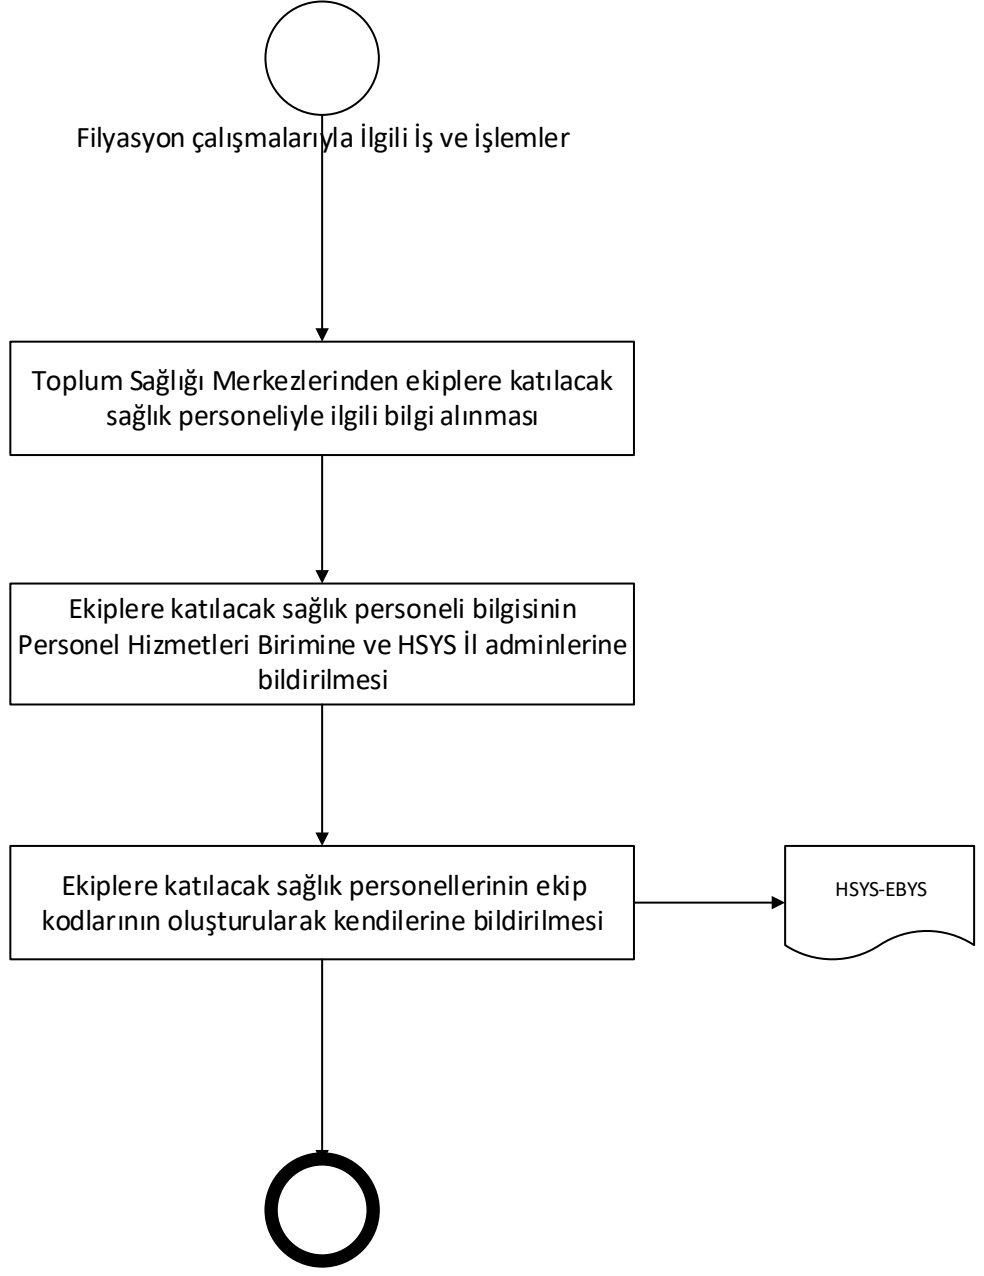 Filyasyon çalışmalarıyla İlgili İş ve İşlemler
Toplum Sağlığı Merkezlerinden ekiplere katılacak
sağlık personeliyle ilgili bilgi alınması
Ekiplere katılacak sağlık personeli bilgisinin
Personel Hizmetleri Birimine ve HSYS İl adminlerine
bildirilmesi
Ekiplere katılacak sağlık personellerinin ekip
kodlarının oluşturularak kendilerine bildirilmesi
HSYS-EBYS